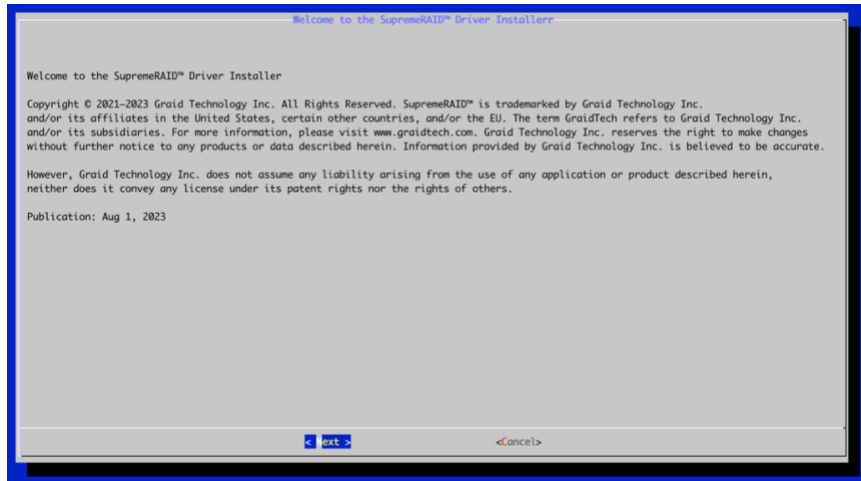 Welcome to the SupremeRAID™ Driver Installerr
Welcome to the SupremeRAID™ Driver Installer
Copyright © 2021–2023 Graid Technology Inc. All Rights Reserved. SupremeRAID™ is trademarked by Graid Technology Inc.
and/or its affiliates in the United States, certain other countries, and/or the EU. The term GraidTech refers to Graid Technology Inc.
and/or its subsidiaries. For more information, please visit www.graidtech.com. Graid Technology Inc. reserves the right to make changes
without further notice to any products or data described herein. Information provided by Graid Technology Inc. is believed to be accurate.
However, Graid Technology Inc. does not assume any liability arising from the use of any application or product described herein,
neither does it convey any license under its patent rights nor the rights of others.
Publication: Aug 1, 2023
< Next > <Cancel>